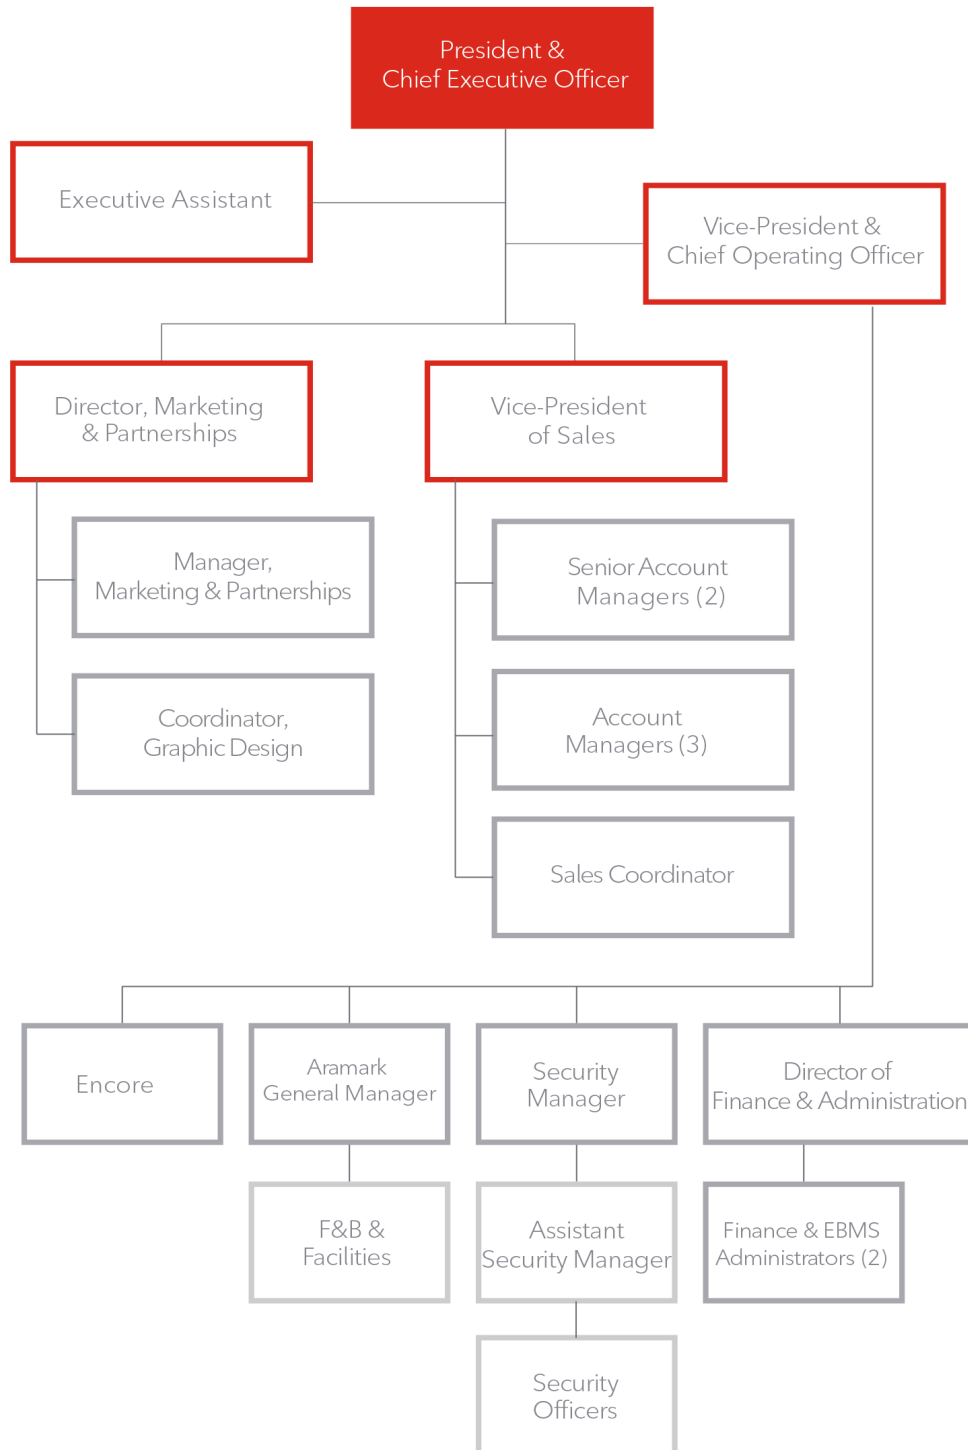 President &
Chief Executive Officer
Executive Assistant
Vice-President &
Chief Operating Officer
Director, Marketing
& Partnerships
Vice-President
of Sales
Manager,
Marketing & Partnerships
Senior Account
Managers (2)
Coordinator,
Graphic Design
Account
Managers (3)
Sales Coordinator
Encore
Aramark
General Manager
Security
Manager
Director of
Finance & Administration
F&B &
Facilities
Assistant
Security Manager
Finance & EBMS
Administrators (2)
Security
Officers